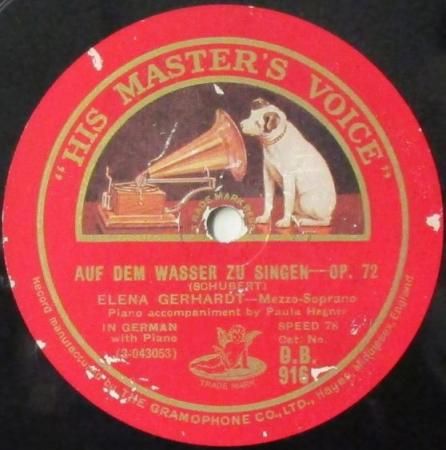 "HIS MASTER'S VOICE"
TRADE MARK
AUF DEM WASSER ZU SINGEN—OP. 72
(SCHUBERT)
ELENA GERHARDT—Mezzo-Soprano
Piano accompaniment by Paula Hegner
IN GERMAN
with Piano
(3-043053)
SPEED 78
Cat. No.
D.B.
916
TRADE MARK
Record manufactured by THE GRAMOPHONE CO., LTD., Hayes, Middlesex, England